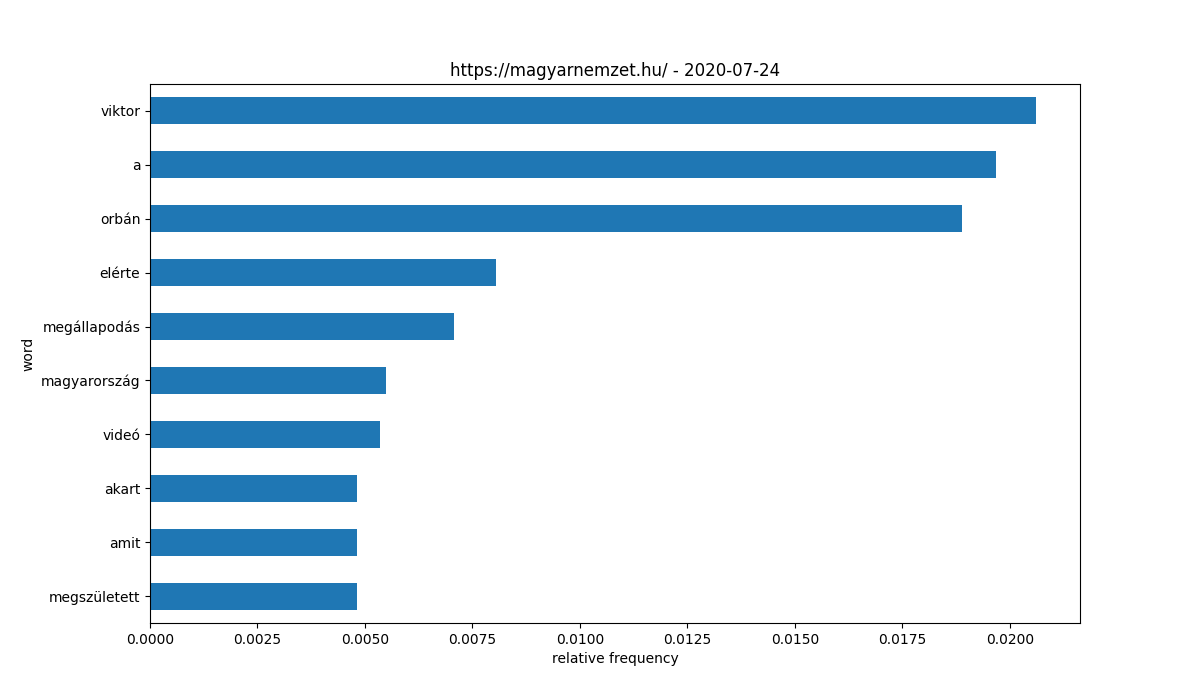 https://magyarnemzet.hu/ - 2020-07-24
viktor
a
orbán
elérte
megállapodás
magyarország
videó
akart
amit
megszületett
word
0.0000 0.0025 0.0050 0.0075 0.0100 0.0125 0.0150 0.0175 0.0200
relative frequency